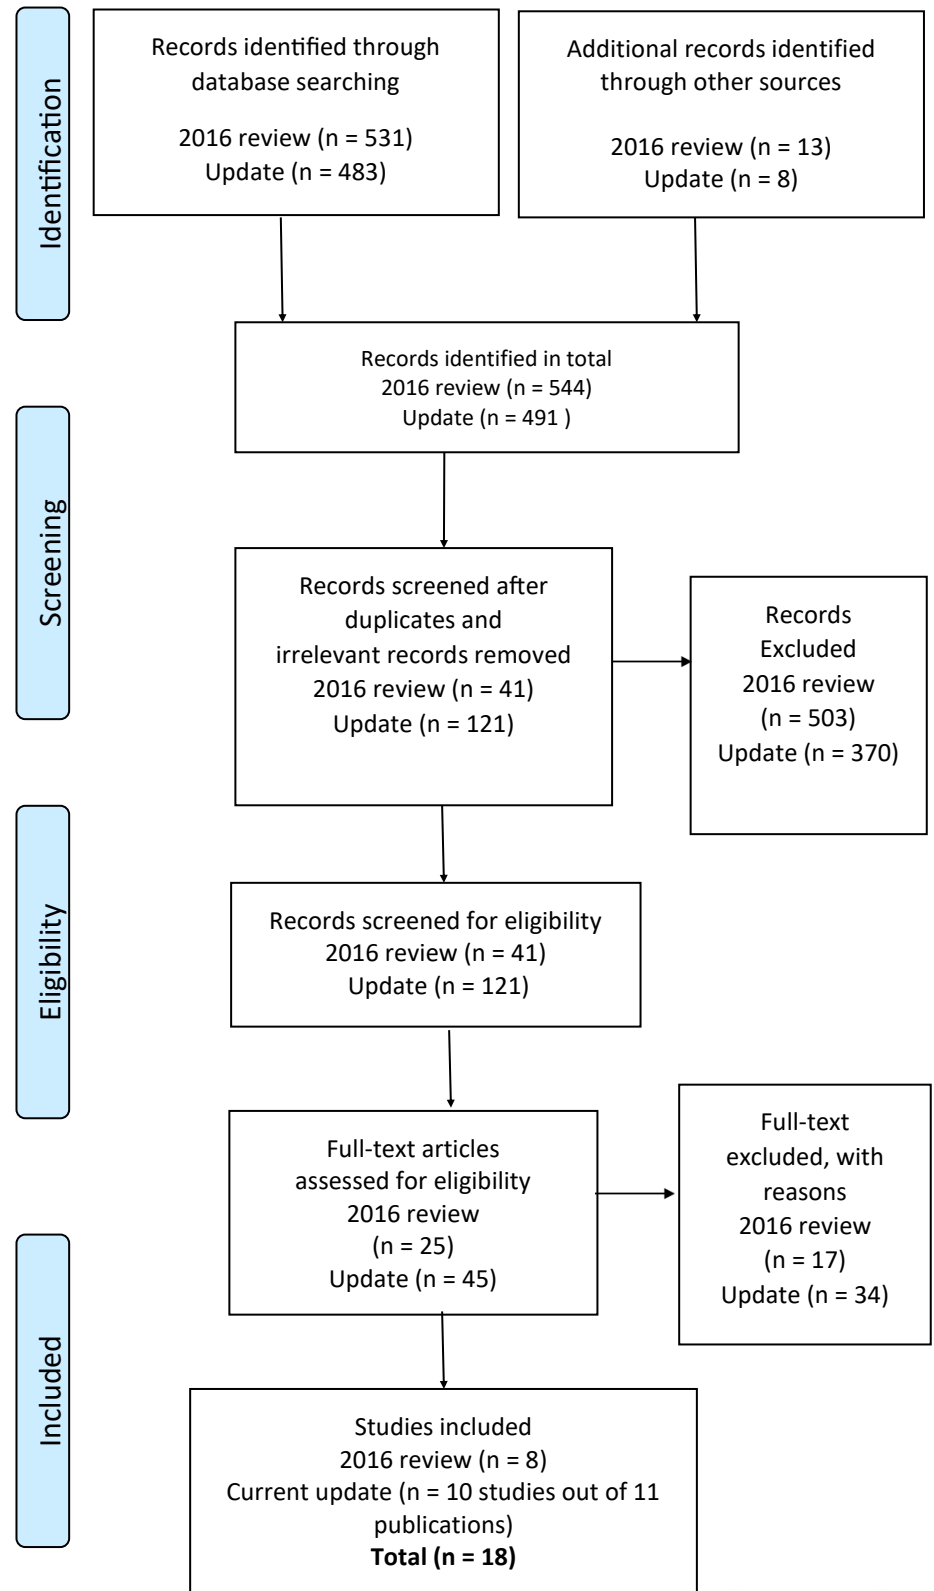 Identification
Records identified through
database searching
2016 review (n = 531)
Update (n = 483)
Additional records identified
through other sources
2016 review (n = 13)
Update (n = 8)
Records identified in total
2016 review (n = 544)
Update (n = 491 )
Screening
Records screened after
duplicates and
irrelevant records removed
2016 review (n = 41)
Update (n = 121)
Records
Excluded
2016 review
(n = 503)
Update (n = 370)
Eligibility
Records screened for eligibility
2016 review (n = 41)
Update (n = 121)
Full-text articles
assessed for eligibility
2016 review
(n = 25)
Update (n = 45)
Full-text
excluded, with
reasons
2016 review
(n = 17)
Update (n = 34)
Included
Studies included
2016 review (n = 8)
Current update (n = 10 studies out of 11
publications)
Total (n = 18)